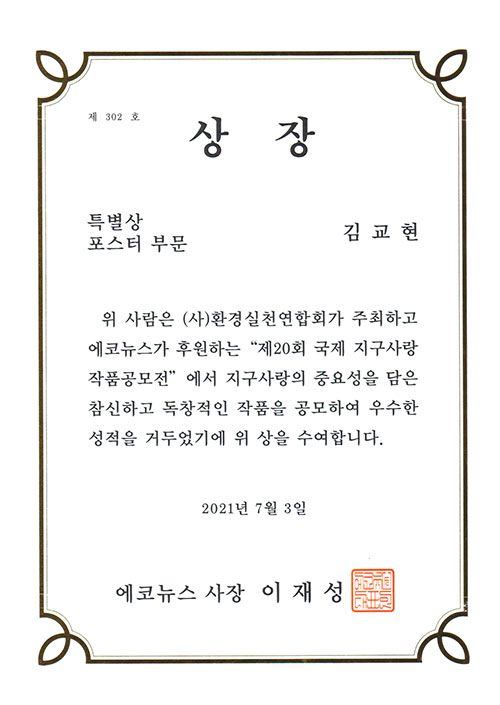 제 302 호
상 장
특별상
포스터 부문
김 교 현
위 사람은 (사)환경실천연합회가 주최하고
에코뉴스가 후원하는 “제20회 국제 지구사랑
작품공모전” 에서 지구사랑의 중요성을 담은
참신하고 독창적인 작품을 공모하여 우수한
성적을 거두었기에 위 상을 수여합니다.
2021년 7월 3일
에코뉴스 사장 이 재 성